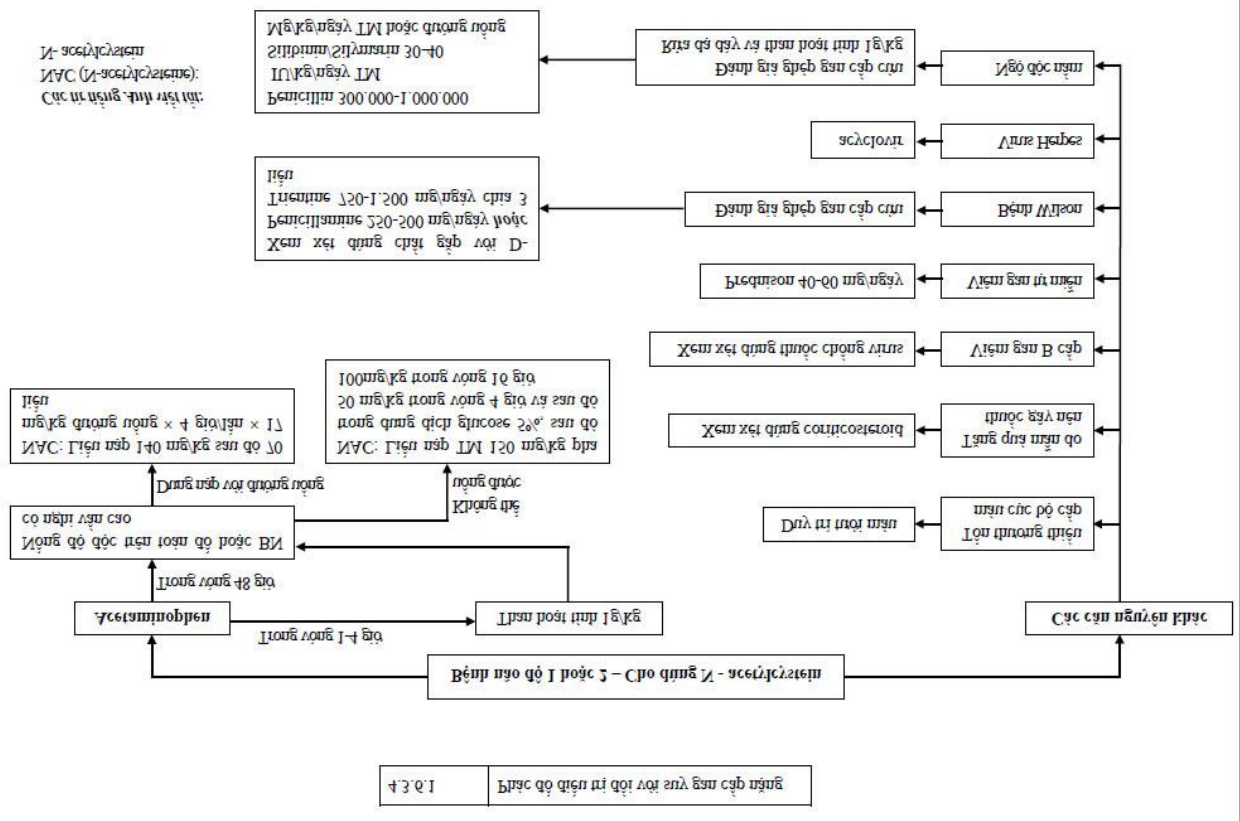 4.3.6.1
Phác đồ điều trị đối với suy gan cấp nặng
Bệnh não độ 1 hoặc 2 – Cho dùng N - acetylcystein
Acetaminophen
Trong vòng 1-4 giờ
Than hoạt tính 1g/kg
Trong vòng 48 giờ
Nồng độ độc trên toàn đồ hoặc BN
có nghi vấn cao
Dung nạp với đường uống
Không thể
uống được
NAC: Liều nạp 140 mg/kg sau đó 70
mg/kg đường uống × 4 giờ/lần × 17
liều
NAC: Liều nạp TM 150 mg/kg pha
trong dung dịch glucose 5%, sau đó
50 mg/kg trong vòng 4 giờ và sau đó
100mg/kg trong vòng 16 giờ
Các căn nguyên khác
Tổn thương thiếu
máu cục bộ cấp
Duy trì tưới máu
Tăng quá mẫn do
thuốc gây nên
Xem xét dùng coriticosteroid
Viêm gan B cấp
Xem xét dùng thuốc chống virus
Viêm gan tự miễn
Prednison 40-60 mg/ngày
Bệnh Wilson
Đánh giá ghép gan cấp cứu
Xem xét dùng chất gắp với D-
Penicillamine 250-500 mg/ngày hoặc
Trientine 750-1.500 mg/ngày chia 3
liều
Virus Herpes
acyclovir
Ngộ độc nấm
Đánh giá ghép gan cấp cứu
Rửa dạ dày và than hoạt tính 1g/kg
Penicilin 300.000-1.000.000
IU/kg/ngày TM
Silibinin/Silymarin 30-40
Mg/kg/ngày TM hoặc đường uống
Các từ tiếng Anh viết tắt:
NAC (N-acetylcysteine):
N- acetylcystein